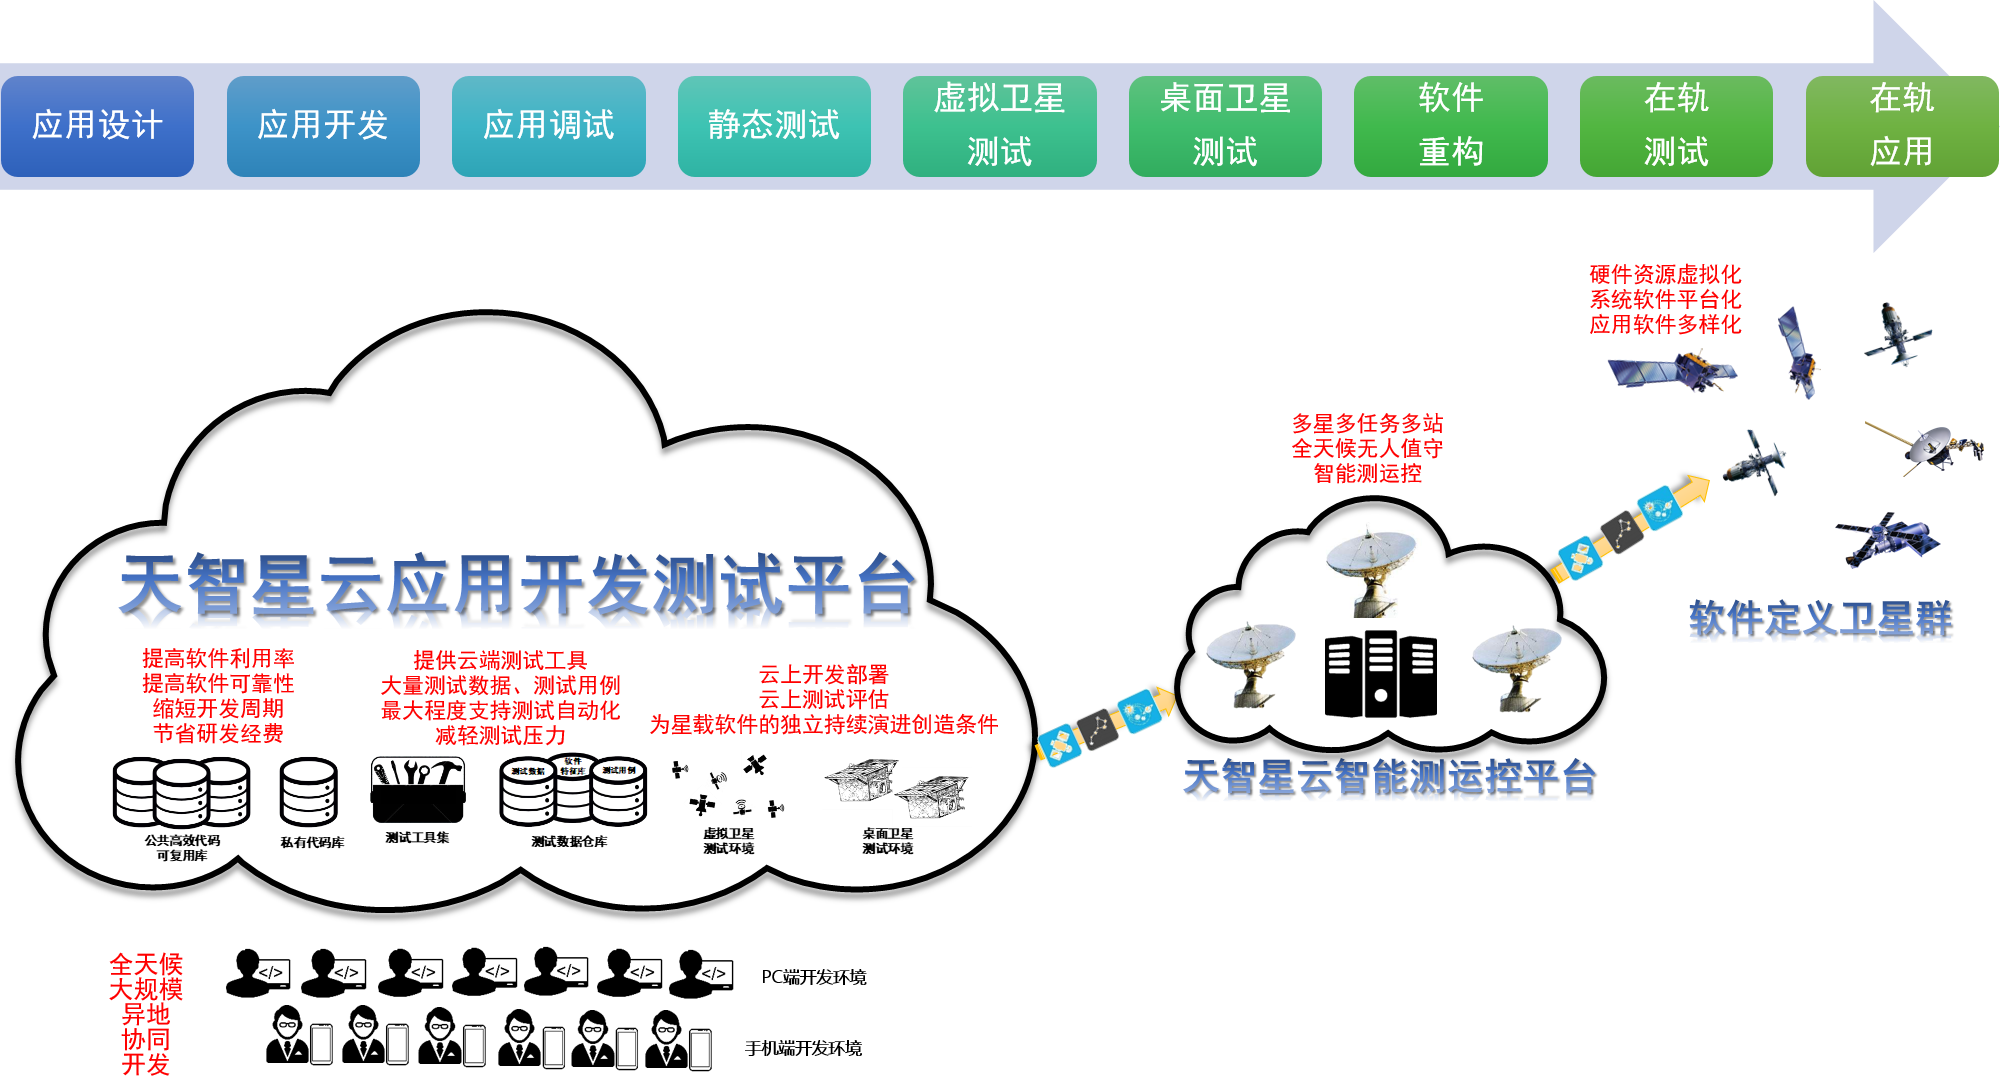 应用设计
应用开发
应用调试
静态测试
虚拟卫星
测试
桌面卫星
测试
软件
重构
在轨
测试
在轨
应用
硬件资源虚拟化
系统软件平台化
应用软件多样化
多星多任务多站
全天候无人值守
智能测运控
天智星云应用开发测试平台
软件定义卫星群
提高软件利用率
提高软件可靠性
缩短开发周期
节省研发经费
提供云端测试工具
大量测试数据、测试用例
最大程度支持测试自动化
减轻测试压力
云上开发部署
云上测试评估
为星载软件的独立持续演进创造条件
天智星云智能测运控平台
测试数据
软件
特征库
测试用例
公共高效代码
可复用库
私有代码库
测试工具集
测试数据仓库
虚拟卫星
测试环境
桌面卫星
测试环境
全天候
大规模
异地
协同
开发
</>
</>
</>
</>
</>
</>
</>
PC端开发环境
手机端开发环境